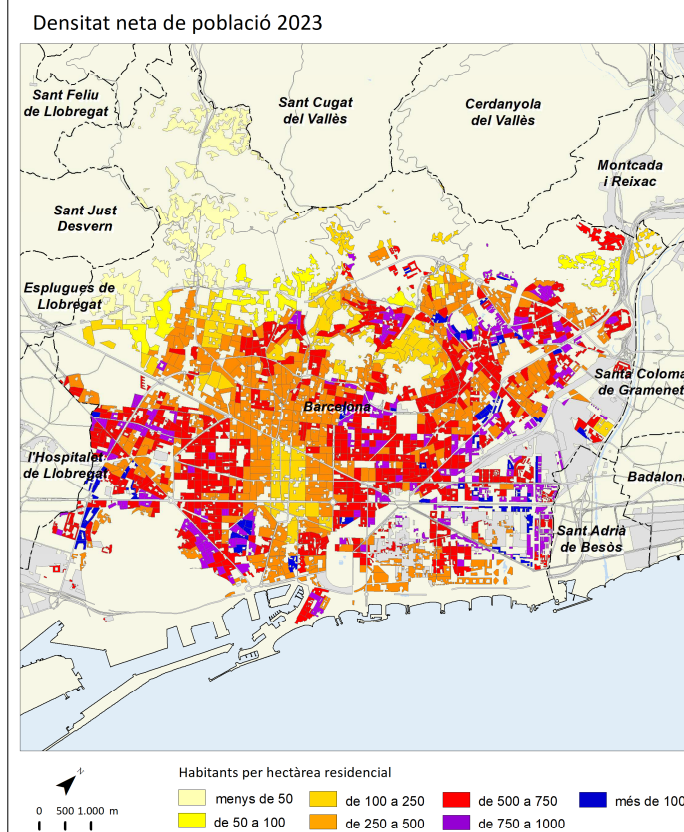 Densitat neta de població 2023
Sant Feliu
de Llobregat
Sant Cugat
del Vallès
Cerdanyola
del Vallès
Montcada
i Reixac
Sant Just
Desvern
Esplugues de
Llobregat
Santa Coloma
de Gramenet
Barcelona
l'Hospitalet
de Llobregat
Badalona
Sant Adrià
de Besòs
N
0 500 1.000 m
Habitants per hectàrea residencial
menys de 50
de 100 a 250
de 500 a 750
més de 100
de 50 a 100
de 250 a 500
de 750 a 1000